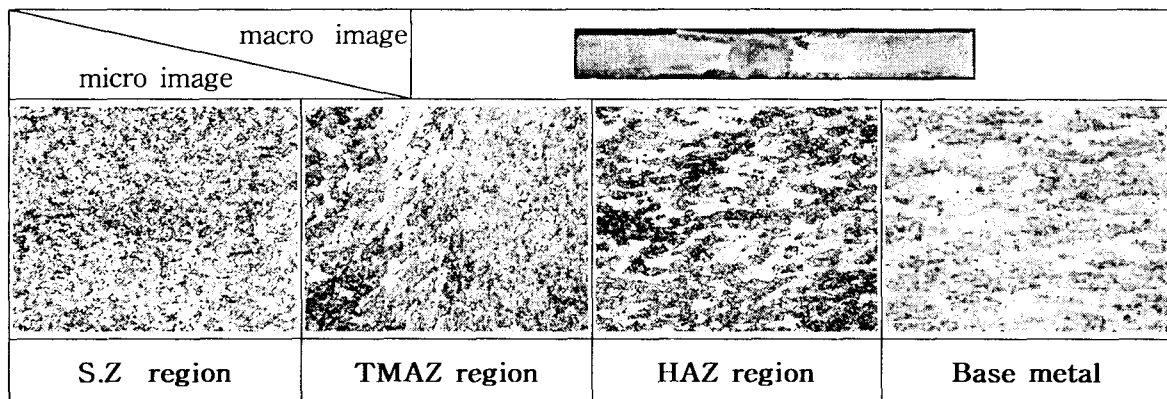 macro image
micro image
S.Z region
TMAZ region
HAZ region
Base metal